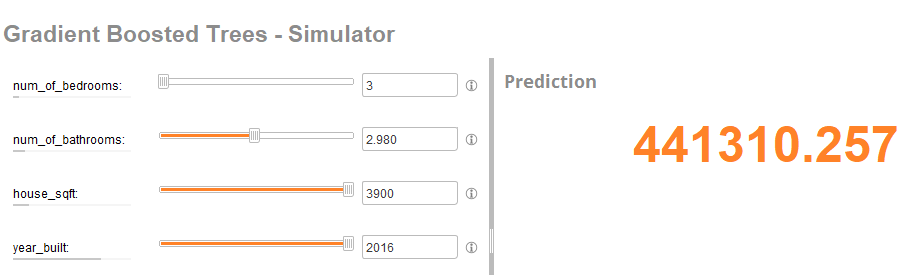 Gradient Boosted Trees - Simulator
num_of_bedrooms: 3
num_of_bathrooms: 2.980
house_sqft: 3900
year_built: 2016
Prediction
441310.257